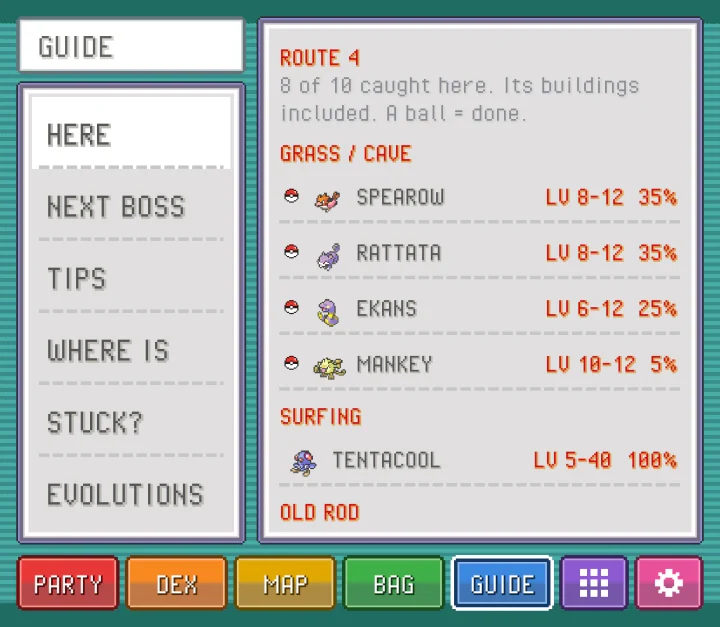 GUIDE
HERE
NEXT BOSS
TIPS
WHERE IS
STUCK?
EVOLUTIONS
ROUTE 4
8 of 10 caught here. Its buildings
included. A ball = done.
GRASS / CAVE
SPEAROW LV 8-12 35%
RATTATA LV 8-12 35%
EKANS LV 6-12 25%
MANKEY LV 10-12 5%
SURFING
TENTACOOL LV 5-40 100%
OLD ROD
PARTY DEX MAP BAG GUIDE